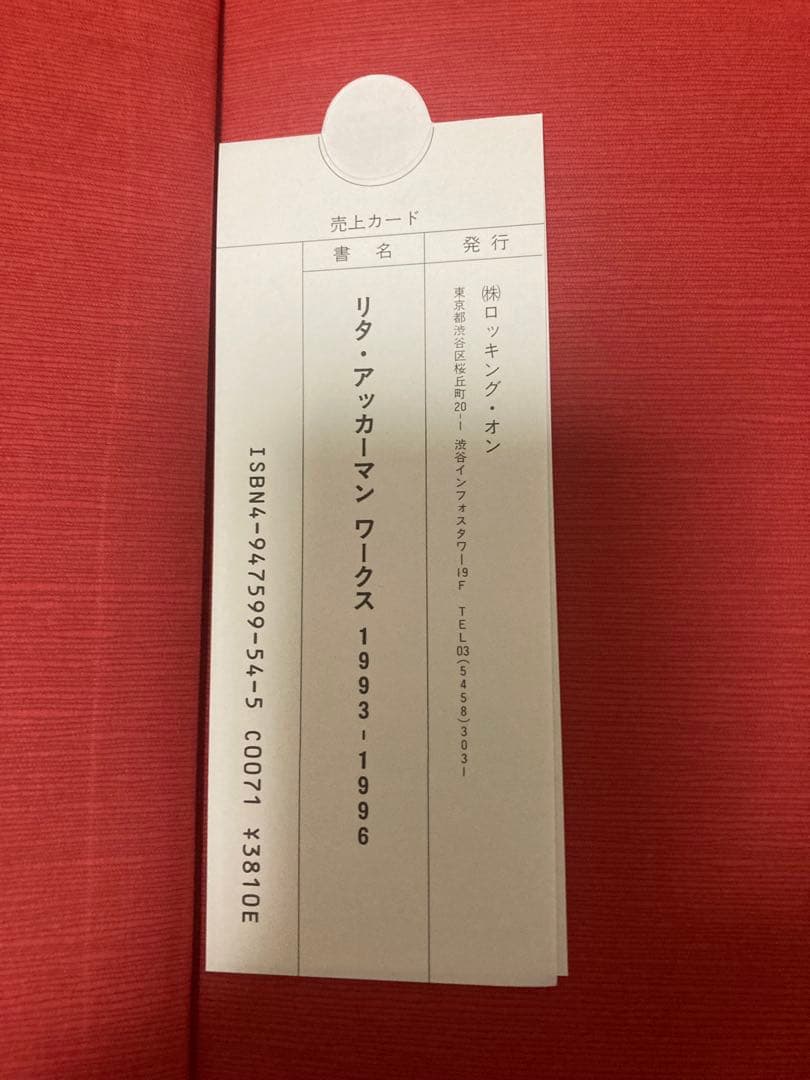 売上カード
発行
㈱ロッキング・オン
東京都渋谷区桜丘町20-1 渋谷インフォスタワー19F TEL03(5458)3031
書名
リタ・アッカーマン ワークス 1993-1996
ISBN4-947599-54-5 C0071 ¥3810E